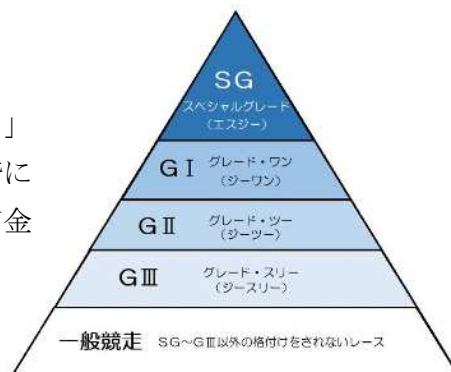 」
に
金
SG
スペシャルグレード
（エスジー）
GⅠ グレード・ワン
（ジーワン）
GⅡ グレード・ツー
（ジーツー）
GⅢ グレード・スリー
（ジースリー）
一般競走 SG～GⅢ以外の格付けをされないレース